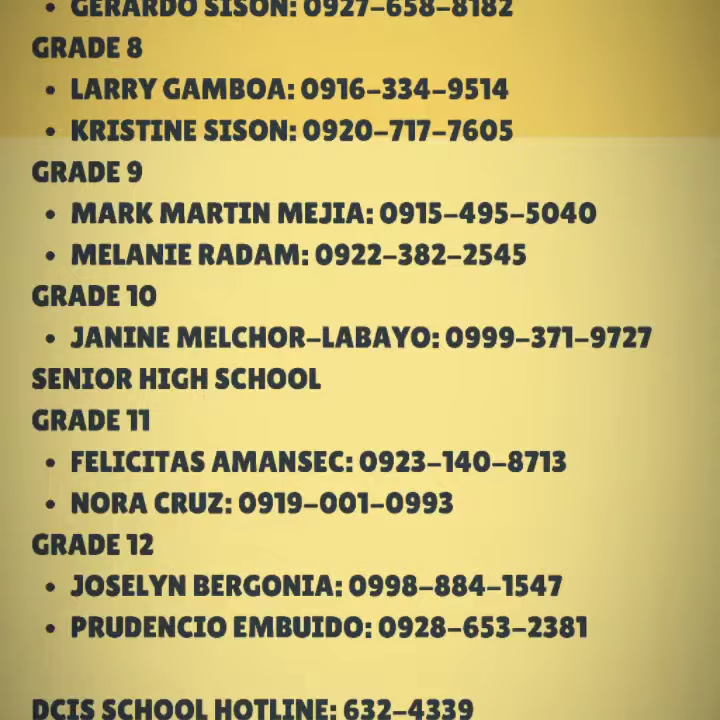 • GERARDO SISON: 0927-658-8182
GRADE 8
• LARRY GAMBOA: 0916-334-9514
• KRISTINE SISON: 0920-717-7605
GRADE 9
• MARK MARTIN MEJIA: 0915-495-5040
• MELANIE RADAM: 0922-382-2545
GRADE 10
• JANINE MELCHOR-LABAYO: 0999-371-9727
SENIOR HIGH SCHOOL
GRADE 11
• FELICITAS AMANSEC: 0923-140-8713
• NORA CRUZ: 0919-001-0993
GRADE 12
• JOSELYN BERGONIA: 0998-884-1547
• PRUDENCIO EMBUIDO: 0928-653-2381
DCIS SCHOOL HOTLINE: 632-4339